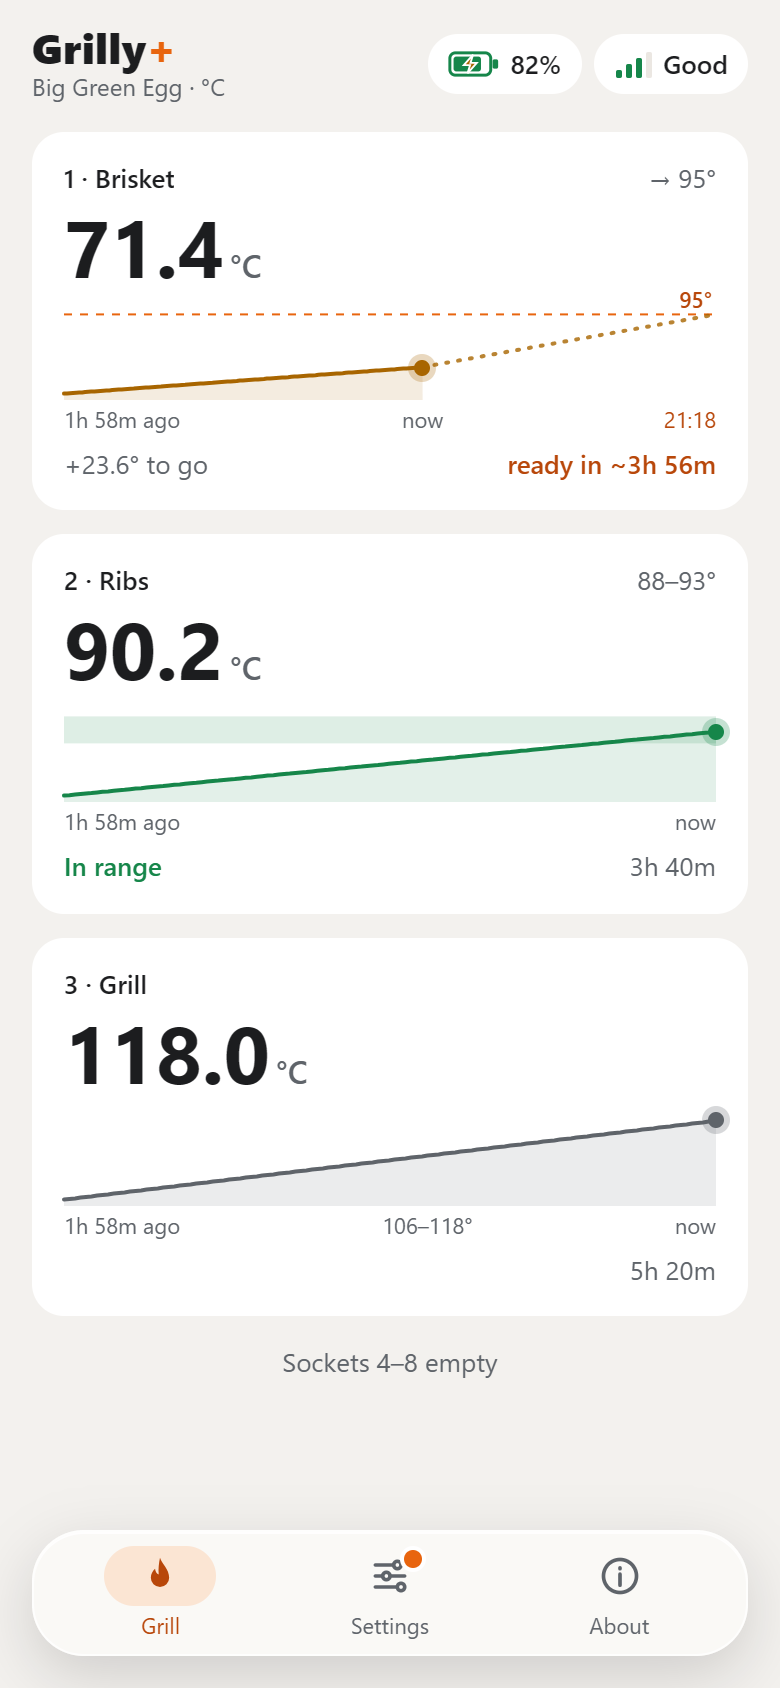 Grilly+
Big Green Egg · °C
82%
Good
1 · Brisket
→ 95°
71.4 °C
95°
1h 58m ago
now
21:18
+23.6° to go
ready in ~3h 56m
2 · Ribs
88–93°
90.2 °C
1h 58m ago
now
In range
3h 40m
3 · Grill
118.0 °C
1h 58m ago
106–118°
now
5h 20m
Sockets 4–8 empty
Grill
Settings
About